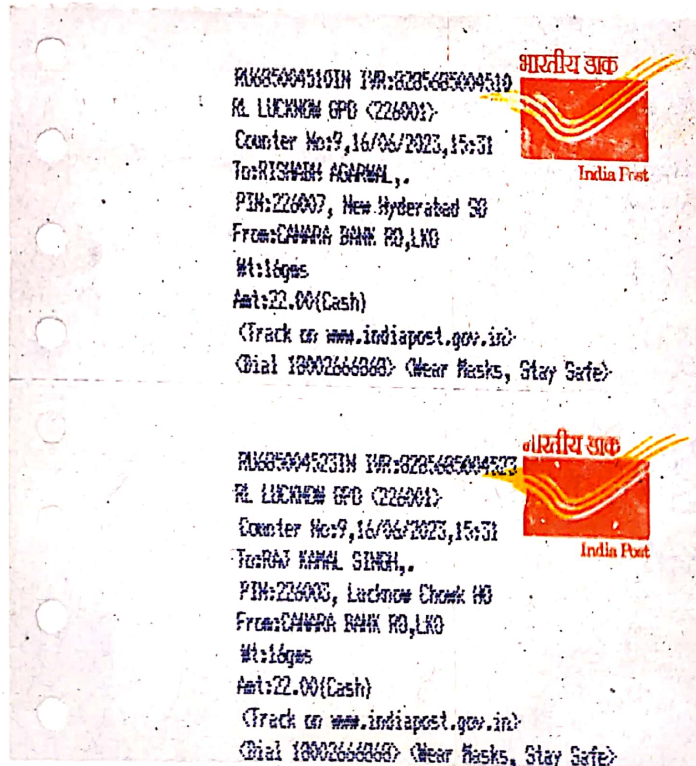 भारतीय डाक
India Post
RU685004510IN IVR:8285685004510
RL LUCKNOW GPO <226001>
Counter No:9,16/06/2023,15:31
To:RISHABH AGARWAL,.
PIN:226007, New Hyderabad SO
From:CANARA BANK RO,LKO
Wt:16gms
Amt:22.00(Cash)
<Track on www.indiapost.gov.in>
<Dial 18002666868> <Wear Masks, Stay Safe>
भारतीय डाक
India Post
RU685004523IN IVR:8285685004523
RL LUCKNOW GPO <226001>
Counter No:9,16/06/2023,15:31
To:RAJ KAMAL SINGH,.
PIN:226003, Lucknow Chowk HO
From:CANARA BANK RO,LKO
Wt:16gms
Amt:22.00(Cash)
<Track on www.indiapost.gov.in>
<Dial 18002666868> <Wear Masks, Stay Safe>